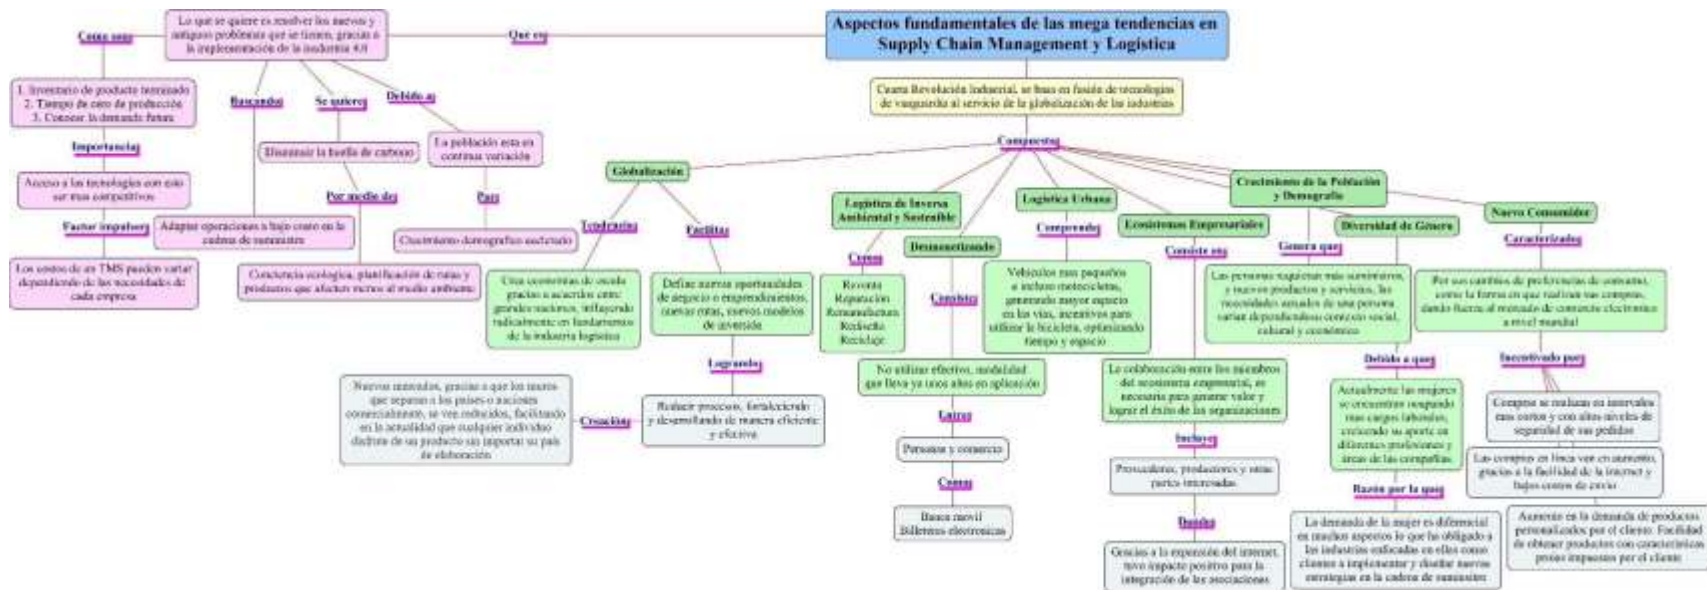 Aspectos fundamentales de las mega tendencias en
Supply Chain Management y Logística
Que es
Lo que se quiere es resolver los nuevos y
antiguos problemas que se tienen, gracias a
la implementación de la industria 4.0
Como son
1. Inventario de producto terminado
2. Tiempo de cero de producción
3. Conocer la demanda futura
Importancia
Acceso a las tecnologías con esto
ser mas competitivos
Factor impulsor
Los costos de un TMS pueden variar
dependiendo de las necesidades de
cada empresa
Buscando
Adaptar operaciones a bajo costo en la
cadena de suministro
Se quiere
Disminuir la huella de carbono
Por medio de
Conciencia ecologica, planificación de rutas y
productos que afecten menos al medio ambiente
Debido a
La población esta en
continua variación
Para
Crecimiento demografico acelerado
Cuarta Revolución Industrial, se basa en fusión de tecnologías
de vanguardia al servicio de la globalización de las industrias
Compuesto
Globalización
Tendencia
Crea economías de escala
gracias a acuerdos entre
grandes naciones, influyendo
radicalmente en fundamentos
de la industria logística
Facilita
Define nuevas oportunidades
de negocio o emprendimientos,
nuevas rutas, nuevos modelos
de inversión
Logrando
Reducir procesos, fortaleciendo
y desarrollando de manera eficiente
y efectiva
Creación
Nuevos mercados, gracias a que los muros
que separan a los países o naciones
comercialmente, se ven reducidos, facilitando
en la actualidad que cualquier individuo
disfrute de un producto sin importar su país
de elaboración
Logística de Inversa
Ambiental y Sostenible
Como
Reventa
Reparación
Remanufactura
Rediseño
Reciclaje
Desmonetizando
Consiste
No utilizar efectivo, modalidad
que lleva ya unos años en aplicación
Entre
Personas y comercio
Como
Banca movil
Billeteras electronicas
Logística Urbana
Comprende
Vehiculos mas pequeños
e incluso motocicletas,
generando mayor espacio
en las vías, incentivos para
utilizar la bicicleta, optimizando
tiempo y espacio
Ecosistemas Empresariales
Consiste en
La colaboración entre los miembros
del ecosistema empresarial, es
necesaria para generar valor y
lograr el éxito de las organizaciones
Incluye
Proveedores, productores y otras
partes interesadas
Donde
Gracias a la expansión del internet,
tuvo impacto positivo para la
integración de las asociaciones
Crecimiento de la Población
y Demografía
Genera que
Las personas requieran más suministros,
y nuevos productos y servicios, las
necesidades actuales de una persona
varian dependiendo contexto social,
cultural y económico
Diversidad de Género
Debido a que
Actualmente las mujeres
se encuentran ocupando
mas cargos laborales,
creciendo su aporte en
diferentes profesiones y
áreas de las compañías
Razón por la que
La demanda de la mujer es diferencial
en muchos aspectos lo que ha obligado a
las industrias enfocadas en ellas como
clientes a implementar y diseñar nuevas
estrategias en la cadena de suministro
Nuevo Consumidor
Caracterizado
Por sus cambios de preferencias de consumo,
como la forma en que realizan sus compras,
dando fuerza al mercado de comercio electronico
a nivel mundial
Incentivado por
Compras se realizan en intervalos
mas cortos y con altos niveles de
seguridad de sus pedidos
Las compras en linea van en aumento,
gracias a la facilidad de la internet y
bajos costos de envio
Aumento en la demanda de productos
personalizados por el cliente. Facilidad
de obtener productos con caracteristicas
impuestas por el cliente